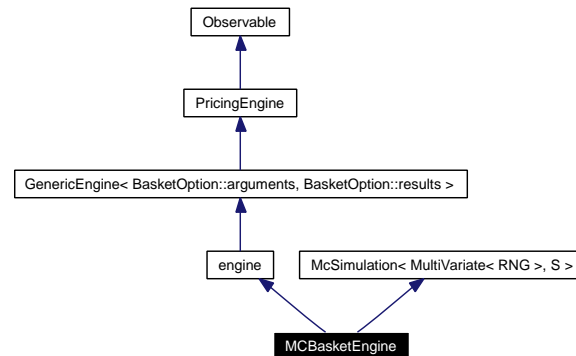 Observable
PricingEngine
GenericEngine< BasketOption::arguments, BasketOption::results >
engine
McSimulation< MultiVariate< RNG >, S >
MCBasketEngine